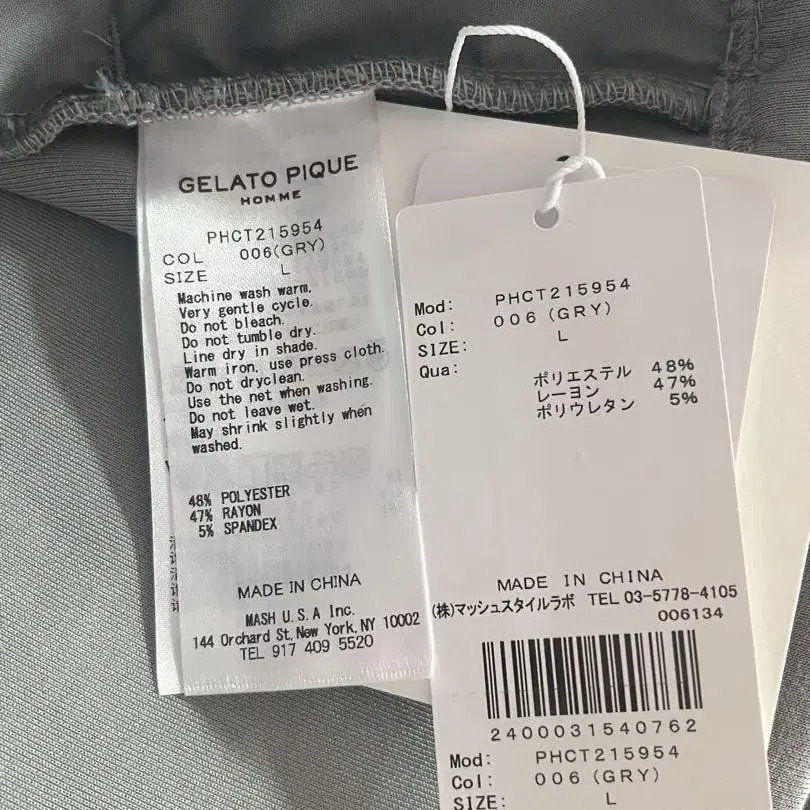 GELATO PIQUE
HOMME
PHCT215954
COL 006(GRY)
SIZE L
Machine wash warm.
Very gentle cycle.
Do not bleach.
Do not tumble dry.
Line dry in shade.
Warm iron, use press cloth.
Do not dryclean.
Use the net when washing.
Do not leave wet.
May shrink slightly when
washed.
48% POLYESTER
47% RAYON
5% SPANDEX
MADE IN CHINA
MASH U.S.A Inc.
144 Orchard St, New York, NY 10002
TEL 917 409 5520
Mod: PHCT215954
Col: 006 (GRY)
SIZE: L
Qua:
ポリエステル 48%
レーヨン 47%
ポリウレタン 5%
MADE IN CHINA
(株)マッシュスタイルラボ TEL 03-5778-4105
006134
2400031540762
Mod: PHCT215954
Col: 006 (GRY)
SIZE: L